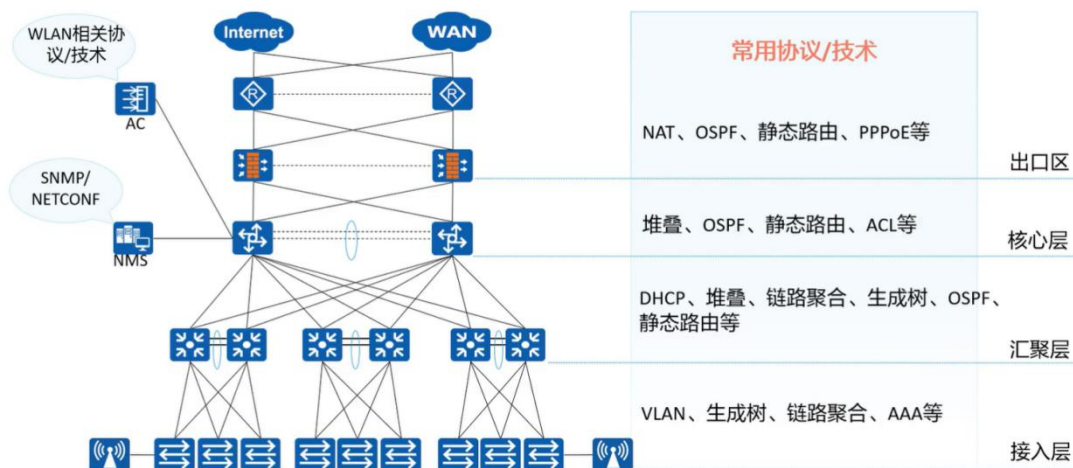 WLAN相关协
议/技术
AC
SNMP/
NETCONF
NMS
Internet
WAN
R
R
常用协议/技术
NAT、OSPF、静态路由、PPPoE等
出口区
堆叠、OSPF、静态路由、ACL等
核心层
DHCP、堆叠、链路聚合、生成树、OSPF、
静态路由等
汇聚层
VLAN、生成树、链路聚合、AAA等
接入层